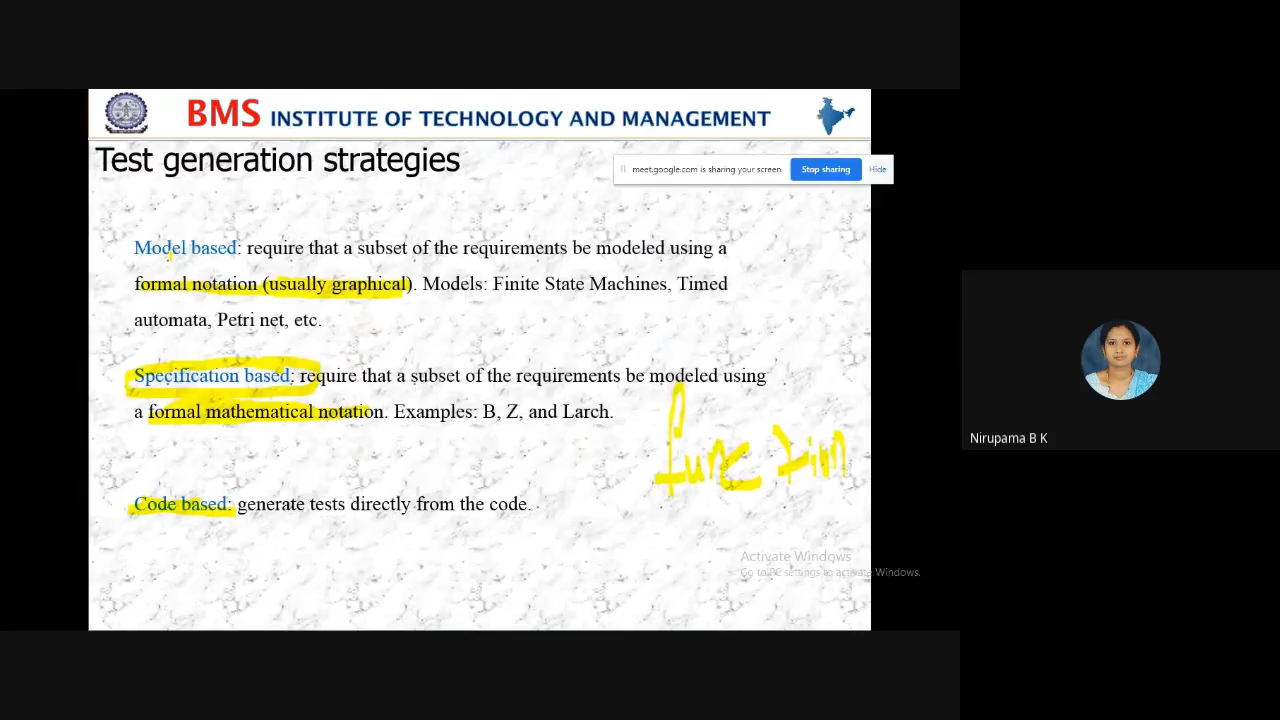 BMS INSTITUTE OF TECHNOLOGY AND MANAGEMENT
Test generation strategies
meet.google.com is sharing your screen. Stop sharing Hide
Model based: require that a subset of the requirements be modeled using a
formal notation (usually graphical). Models: Finite State Machines, Timed
automata, Petri net, etc.
Specification based: require that a subset of the requirements be modeled using
a formal mathematical notation. Examples: B, Z, and Larch.
function
Code based: generate tests directly from the code.
Activate Windows
Go to PC settings to activate Windows.
Nirupama B K